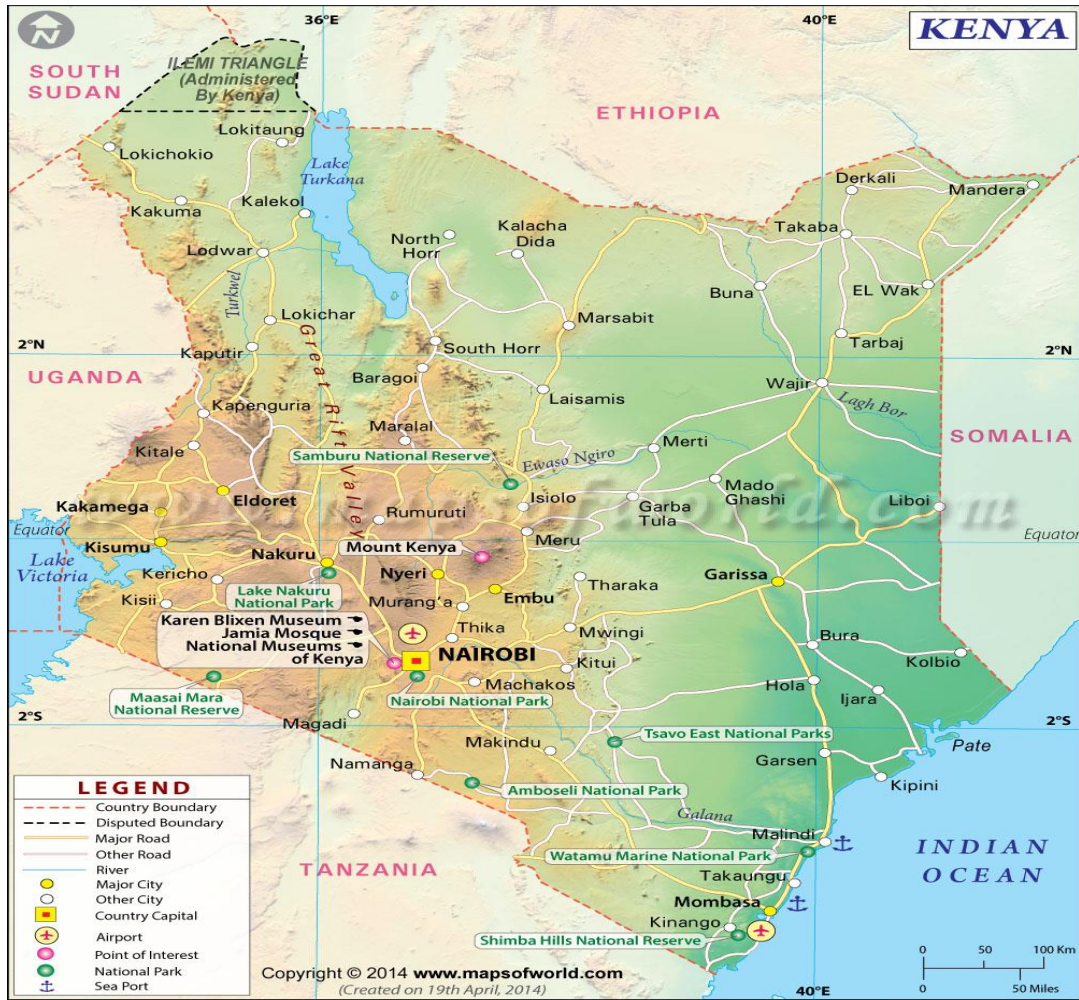 36°E
40°E
KENYA
N
SOUTH
SUDAN
ILEMI TRIANGLE
(Administered
By Kenya)
ETHIOPIA
Lokitaung
Lokichokio
Lake
Turkana
Derkali
Mandera
Kakuma
Kalekol
Takaba
North
Horr
Kalacha
Dida
Lodwar
Turkwel
Buna
EL Wak
Lokichar
Marsabit
Great Rift Valley
2°N
Kaputir
South Horr
Tarbaj
2°N
UGANDA
Baragoi
Wajir
Laisamis
Lagh Bor
Kapenguria
Maralal
SOMALIA
Kitale
Merti
Samburu National Reserve
Ewaso Ngiro
Eldoret
Mado
Ghashi
Isiolo
Garba
Tula
Liboi
www.mapsofworld.com
Kakamega
Rumuruti
Equator
Equator
Kisumu
Meru
Lake
Victoria
Nakuru
Mount Kenya
Kericho
Nyeri
Tharaka
Garissa
Lake Nakuru
National Park
Kisii
Embu
Murang'a
Karen Blixen Museum
Jamia Mosque
National Museums
of Kenya
Thika
Mwingi
Bura
NAIROBI
Kolbio
Kitui
Maasai Mara
National Reserve
Nairobi National Park
Machakos
Hola
Ijara
2°S
Magadi
2°S
Tsavo East National Parks
Makindu
Pate
Garsen
Namanga
Kipini
Amboseli National Park
Galana
Malindi
TANZANIA
Watamu Marine National Park
INDIAN
OCEAN
Takaungu
Mombasa
Kinango
Shimba Hills National Reserve
LEGEND
Country Boundary
Disputed Boundary
Major Road
Other Road
River
Major City
Other City
Country Capital
Airport
Point of Interest
National Park
Sea Port
Copyright © 2014 www.mapsofworld.com
(Created on 19th April, 2014)
40°E
0 50 100 Km
0 50 Miles